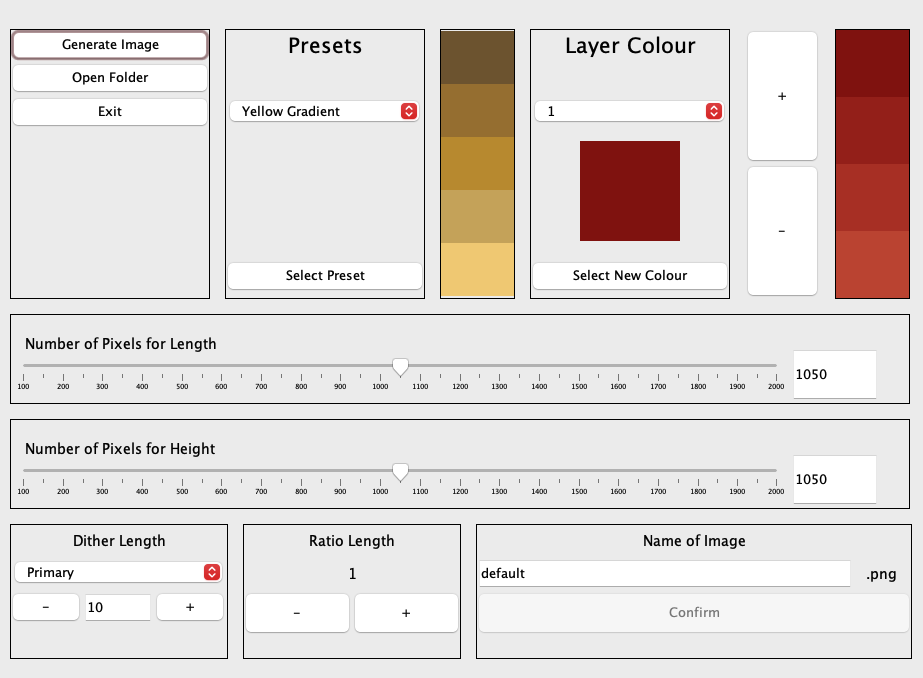 Generate Image
Open Folder
Exit
Presets
Yellow Gradient
Select Preset
Layer Colour
1
Select New Colour
+
-
Number of Pixels for Length
100 200 300 400 500 600 700 800 900 1000 1100 1200 1300 1400 1500 1600 1700 1800 1900 2000
1050
Number of Pixels for Height
100 200 300 400 500 600 700 800 900 1000 1100 1200 1300 1400 1500 1600 1700 1800 1900 2000
1050
Dither Length
Primary
- 10 +
Ratio Length
1
- +
Name of Image
default .png
Confirm